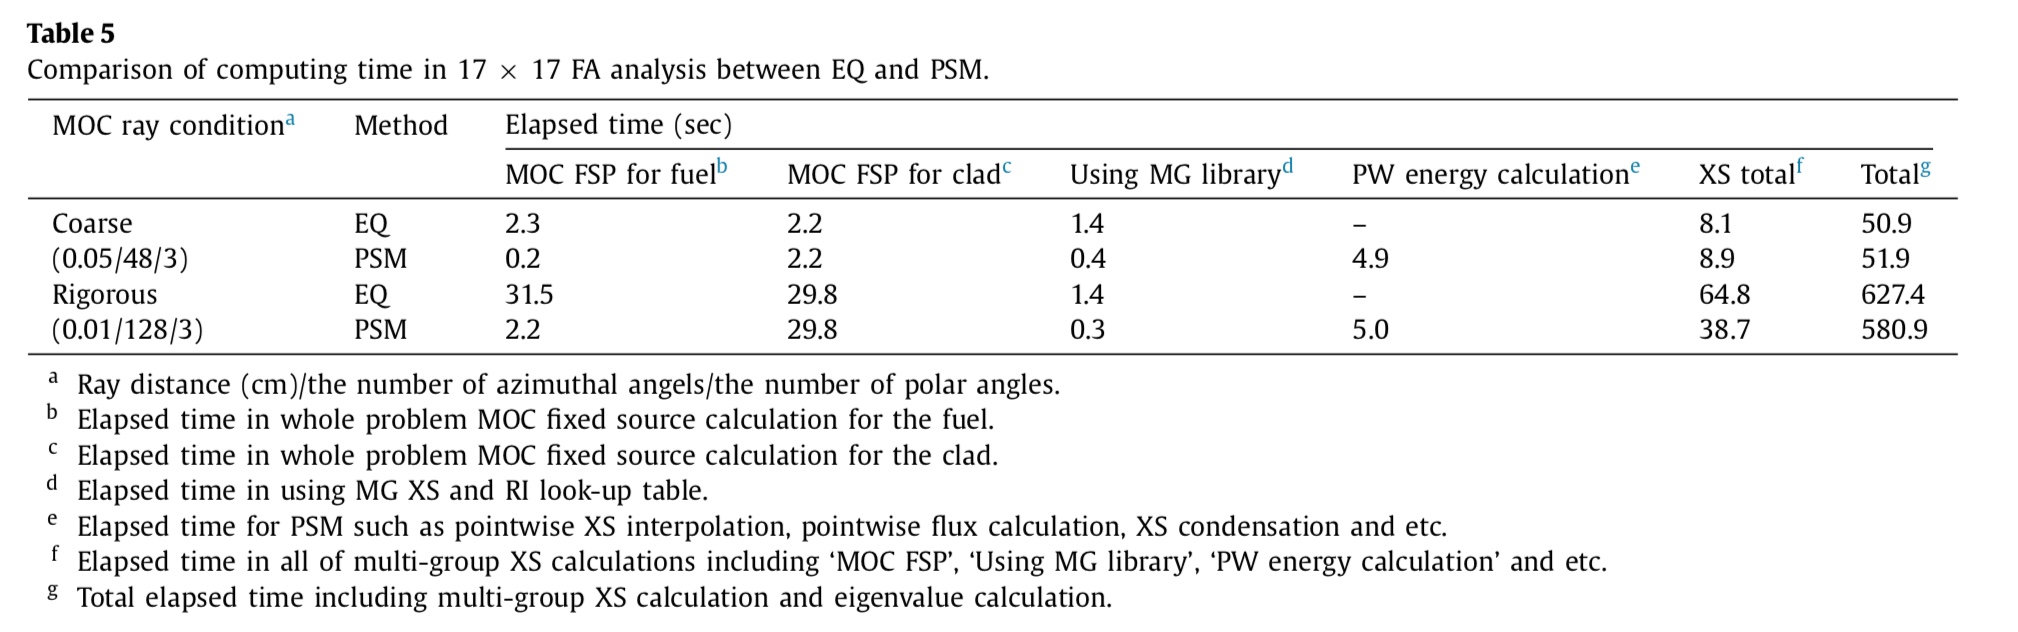 Table 5
Comparison of computing time in 17 × 17 FA analysis between EQ and PSM.
MOC ray conditionᵃ Method Elapsed time (sec)
MOC FSP for fuelᵇ MOC FSP for cladᶜ Using MG libraryᵈ PW energy calculationᵉ XS totalᶠ Totalᵍ
Coarse EQ 2.3 2.2 1.4 – 8.1 50.9
(0.05/48/3) PSM 0.2 2.2 0.4 4.9 8.9 51.9
Rigorous EQ 31.5 29.8 1.4 – 64.8 627.4
(0.01/128/3) PSM 2.2 29.8 0.3 5.0 38.7 580.9
ᵃ Ray distance (cm)/the number of azimuthal angels/the number of polar angles.
ᵇ Elapsed time in whole problem MOC fixed source calculation for the fuel.
ᶜ Elapsed time in whole problem MOC fixed source calculation for the clad.
ᵈ Elapsed time in using MG XS and RI look-up table.
ᵉ Elapsed time for PSM such as pointwise XS interpolation, pointwise flux calculation, XS condensation and etc.
ᶠ Elapsed time in all of multi-group XS calculations including ‘MOC FSP’, ‘Using MG library’, ‘PW energy calculation’ and etc.
ᵍ Total elapsed time including multi-group XS calculation and eigenvalue calculation.